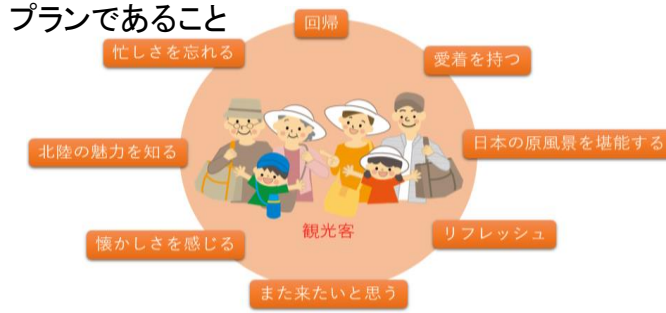 プランであること
回帰
忙しさを忘れる
愛着を持つ
北陸の魅力を知る
日本の原風景を堪能する
懐かしさを感じる
観光客
リフレッシュ
また来たいと思う